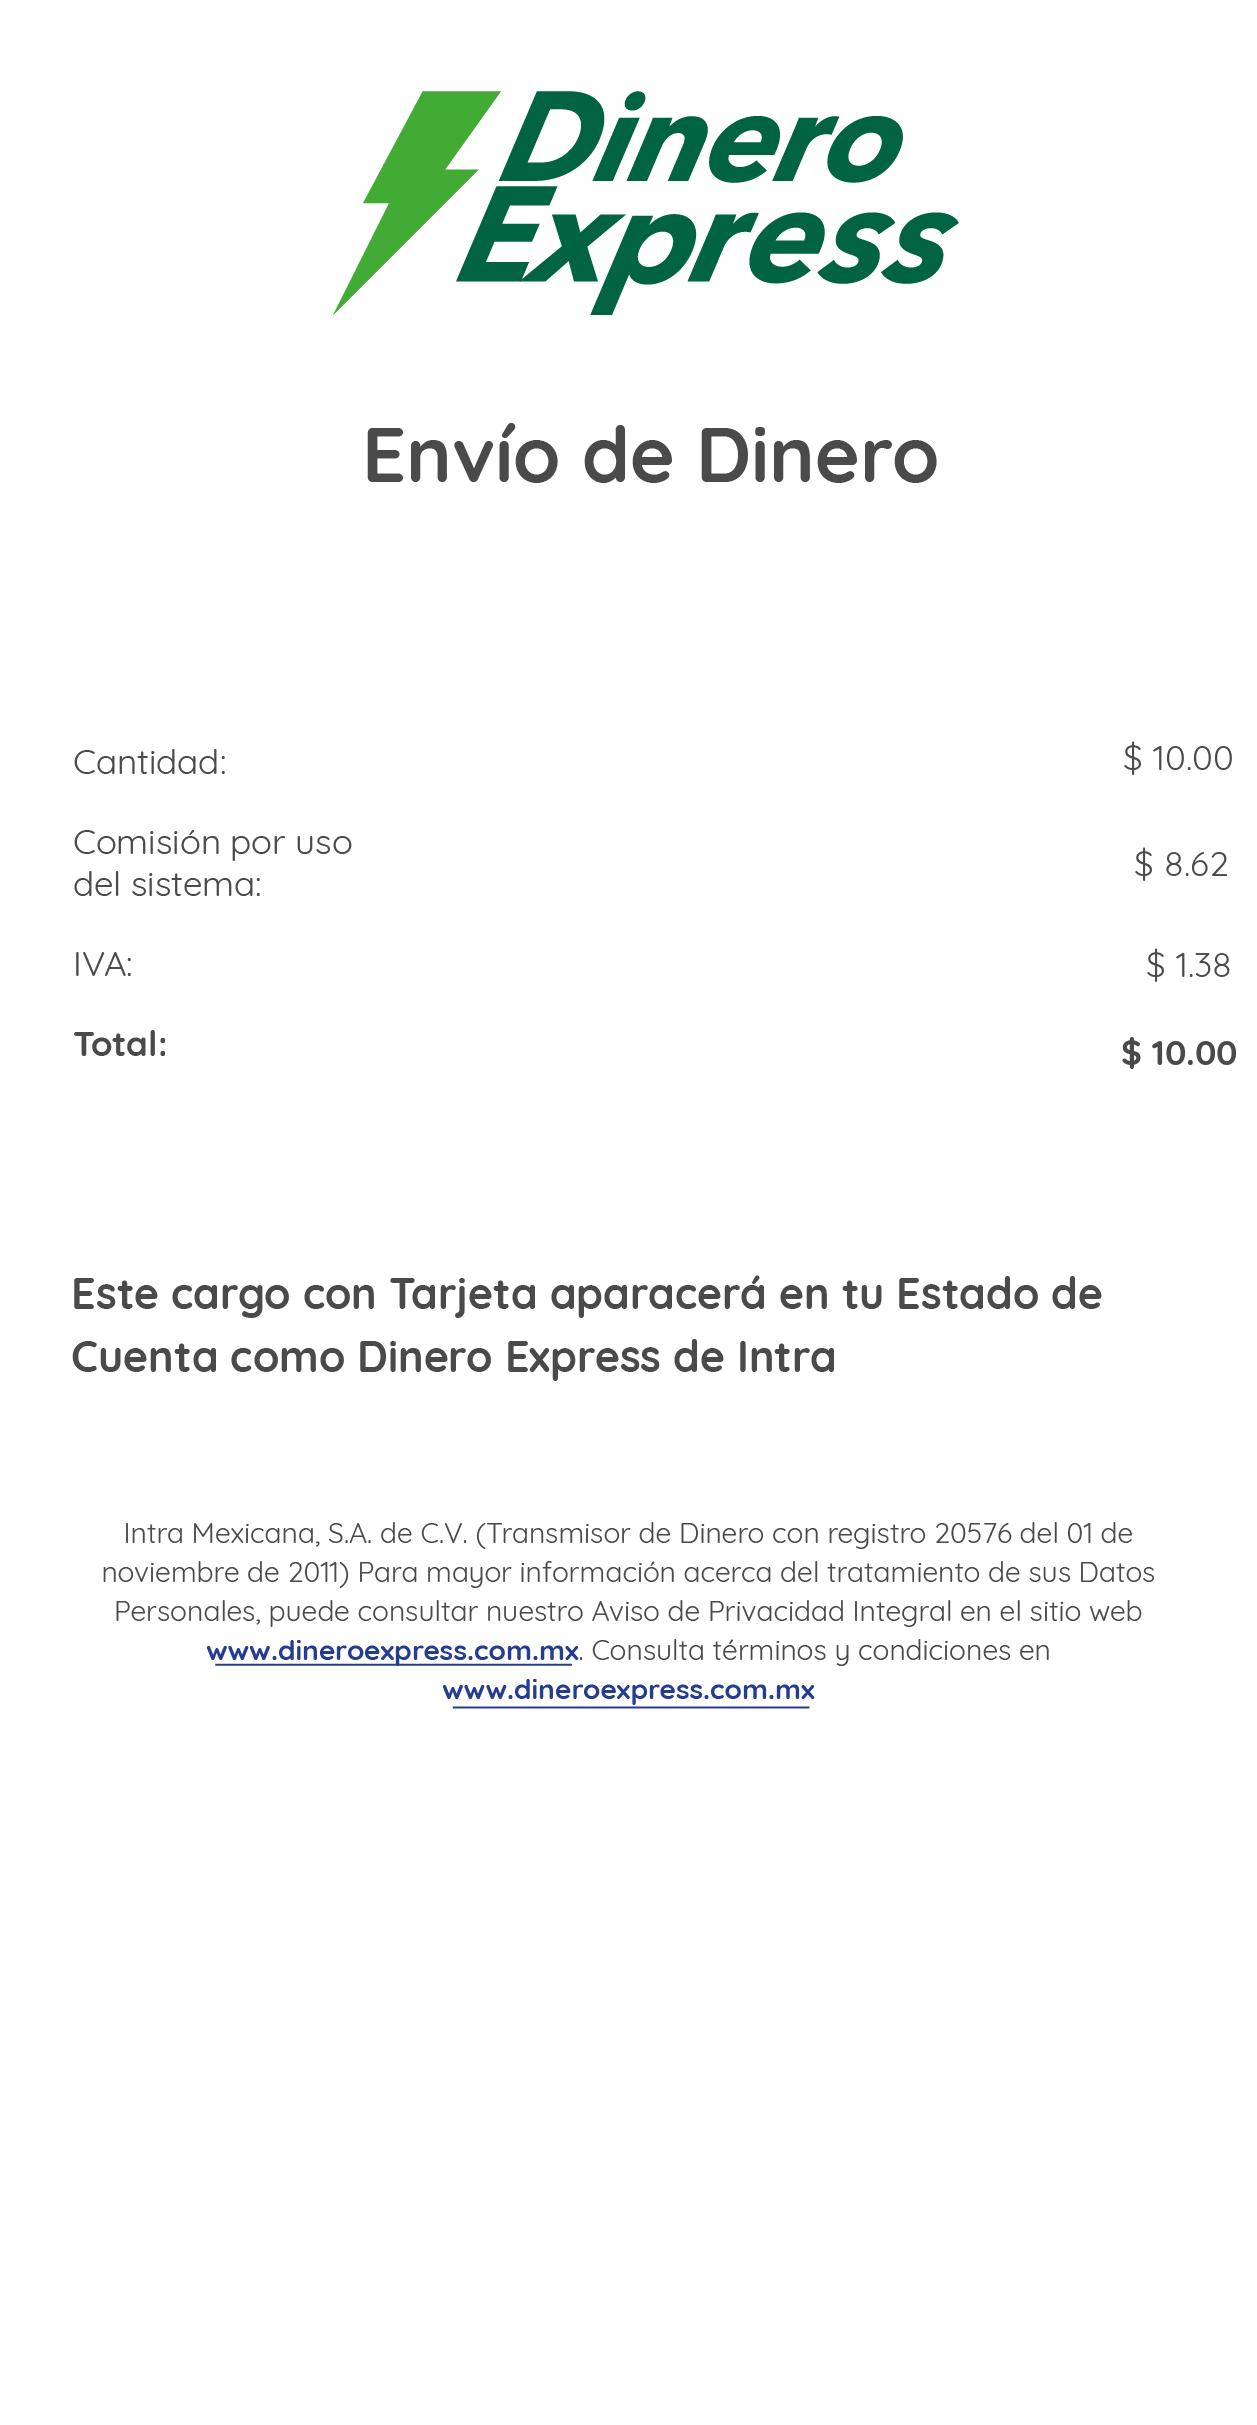 Dinero
Express
Envío de Dinero
Cantidad: $ 10.00
Comisión por uso
del sistema: $ 8.62
IVA: $ 1.38
Total: $ 10.00
Este cargo con Tarjeta aparacerá en tu Estado de
Cuenta como Dinero Express de Intra
Intra Mexicana, S.A. de C.V. (Transmisor de Dinero con registro 20576 del 01 de
noviembre de 2011) Para mayor información acerca del tratamiento de sus Datos
Personales, puede consultar nuestro Aviso de Privacidad Integral en el sitio web
www.dineroexpress.com.mx. Consulta términos y condiciones en
www.dineroexpress.com.mx